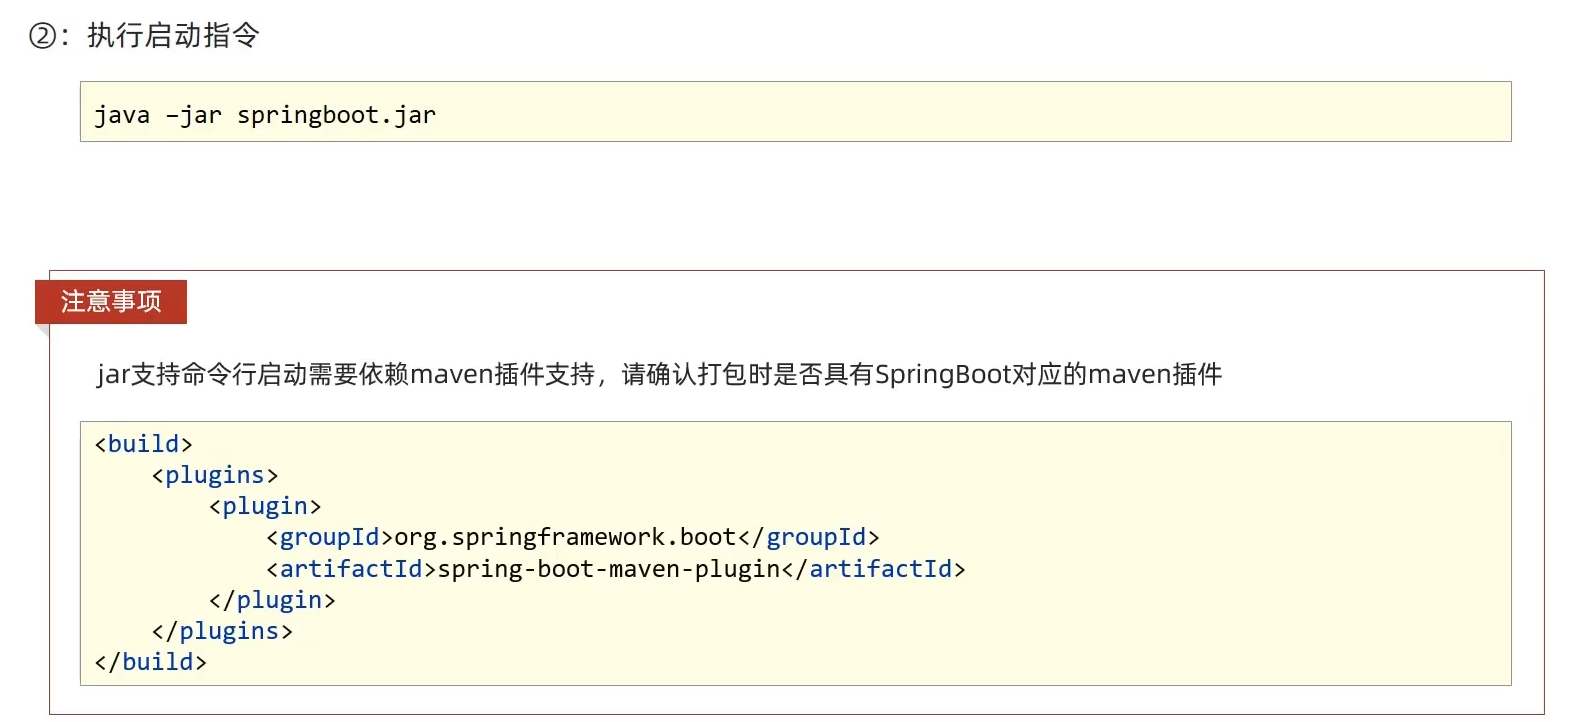 ②：执行启动指令
java –jar springboot.jar
注意事项
jar支持命令行启动需要依赖maven插件支持，请确认打包时是否具有SpringBoot对应的maven插件
<build>
    <plugins>
        <plugin>
            <groupId>org.springframework.boot</groupId>
            <artifactId>spring-boot-maven-plugin</artifactId>
        </plugin>
    </plugins>
</build>